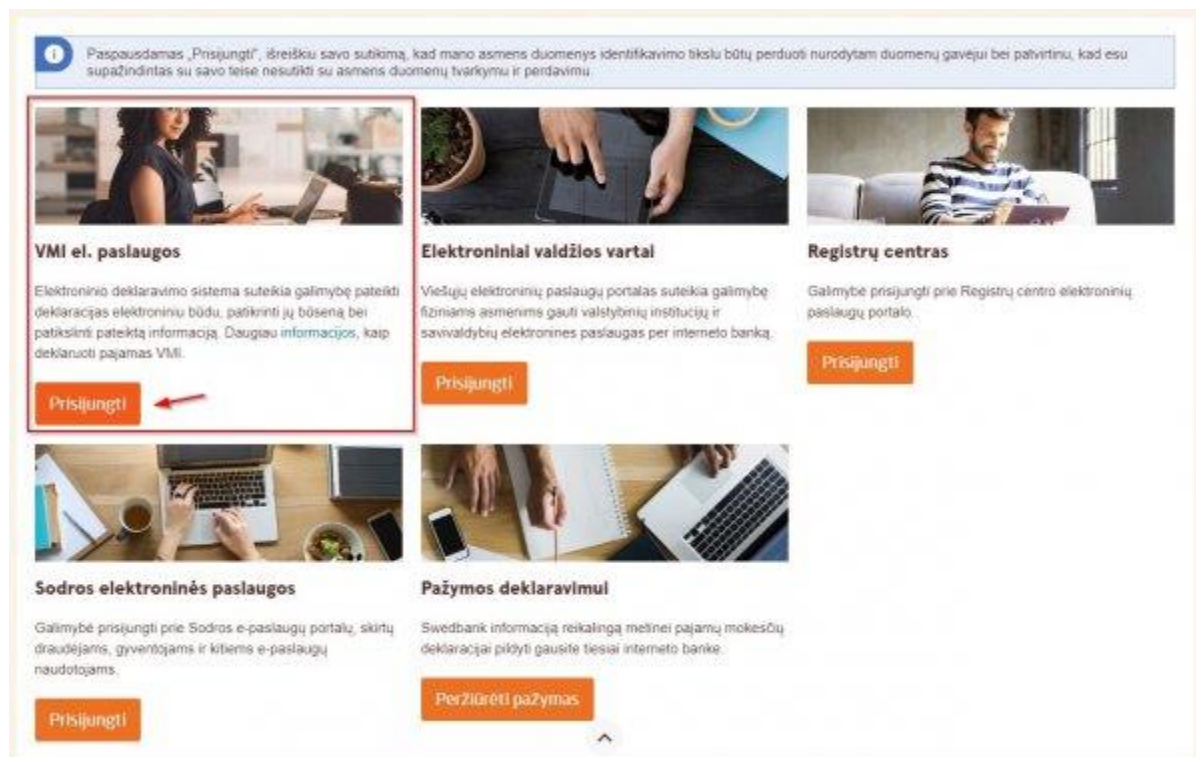 Paspausdamas „Prisijungti“, išreiškiu savo sutikimą, kad mano asmens duomenys identifikavimo tikslu būtų perduoti nurodytam duomenų gavėjui bei patvirtinu, kad esu
supažindintas su savo teise nesutikti su asmens duomenų tvarkymu ir perdavimu
VMI el. paslaugos
Elektroninio deklaravimo sistema suteikia galimybę pateikti
deklaracijas elektroniniu būdu, patikrinti jų būseną bei
patikslinti pateiktą informaciją. Daugiau informacijos, kaip
deklaruoti pajamas VMI.
Prisijungti
Elektroniniai valdžios vartai
Viešųjų elektroninių paslaugų portalas suteikia galimybę
fiziniams asmenims gauti valstybinių institucijų ir
savivaldybių elektronines paslaugas per interneto banką.
Prisijungti
Registrų centras
Galimybė prisijungti prie Registrų centro elektroninių
paslaugų portalo.
Prisijungti
Sodros elektroninės paslaugos
Galimybė prisijungti prie Sodros e-paslaugų portalų, skirtų
draudėjams, gyventojams ir kitiems e-paslaugų
naudotojams.
Prisijungti
Pažymos deklaravimui
Swedbank informaciją reikalingą metinei pajamų mokesčių
deklaracijai pildyti gausite tiesiai interneto banke.
Peržiūrėti pažymas